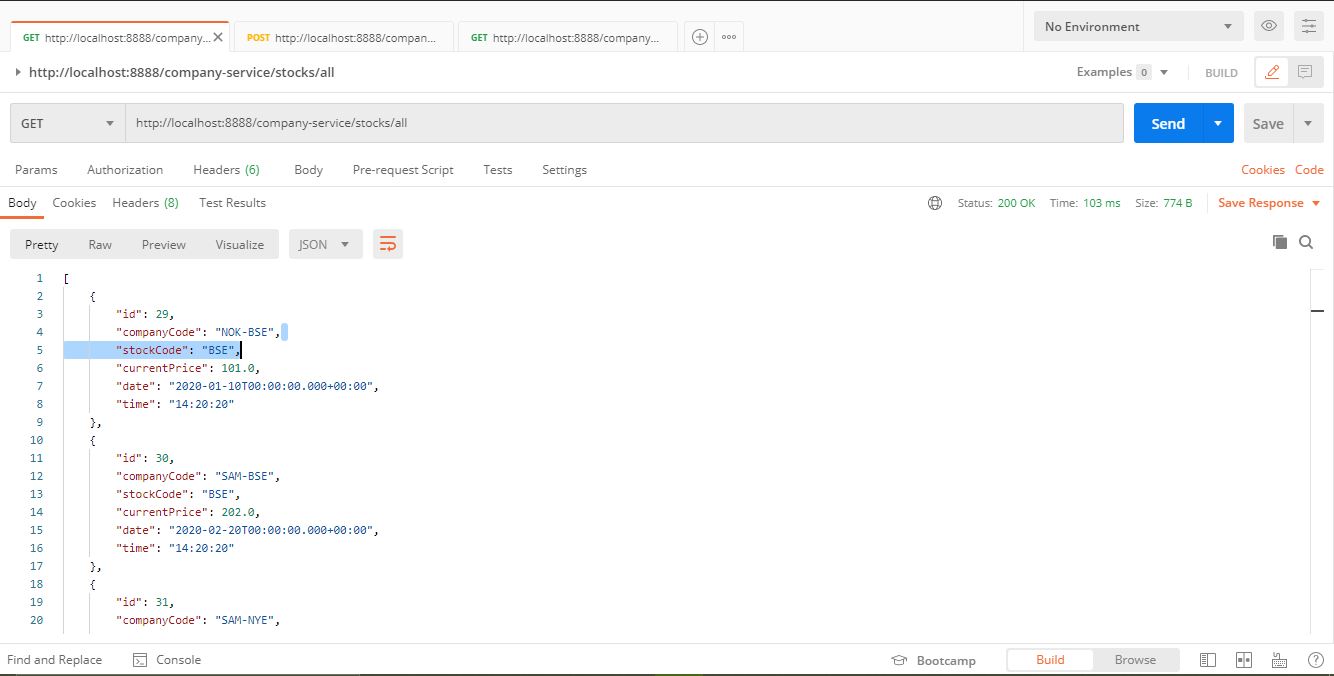 GET http://localhost:8888/company... POST http://localhost:8888/compan... GET http://localhost:8888/company... No Environment
http://localhost:8888/company-service/stocks/all Examples 0 BUILD
GET http://localhost:8888/company-service/stocks/all Send Save
Params Authorization Headers (6) Body Pre-request Script Tests Settings Cookies Code
Body Cookies Headers (8) Test Results Status: 200 OK Time: 103 ms Size: 774 B Save Response
Pretty Raw Preview Visualize JSON
1 [
2 {
3 "id": 29,
4 "companyCode": "NOK-BSE",
5 "stockCode": "BSE",
6 "currentPrice": 101.0,
7 "date": "2020-01-10T00:00:00.000+00:00",
8 "time": "14:20:20"
9 },
10 {
11 "id": 30,
12 "companyCode": "SAM-BSE",
13 "stockCode": "BSE",
14 "currentPrice": 202.0,
15 "date": "2020-02-20T00:00:00.000+00:00",
16 "time": "14:20:20"
17 },
18 {
19 "id": 31,
20 "companyCode": "SAM-NYE",
Find and Replace Console Bootcamp Build Browse